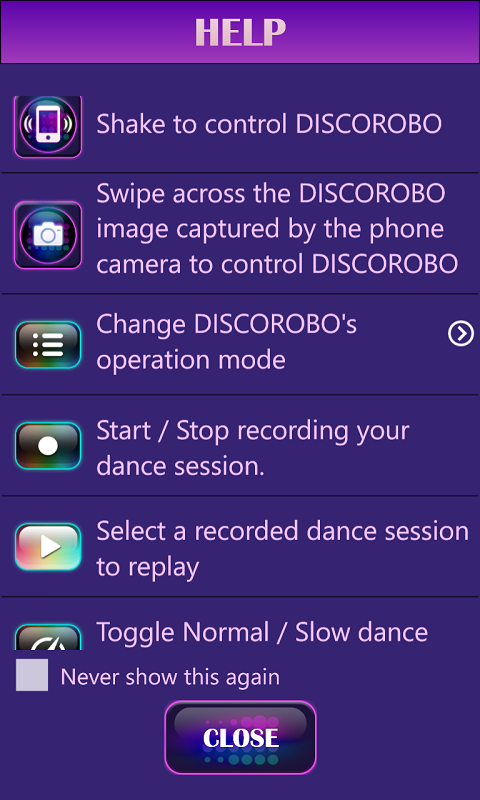 HELP
Shake to control DISCOROBO
Swipe across the DISCOROBO
image captured by the phone
camera to control DISCOROBO
Change DISCOROBO's
operation mode
Start / Stop recording your
dance session.
Select a recorded dance session
to replay
Toggle Normal / Slow dance
Never show this again
CLOSE